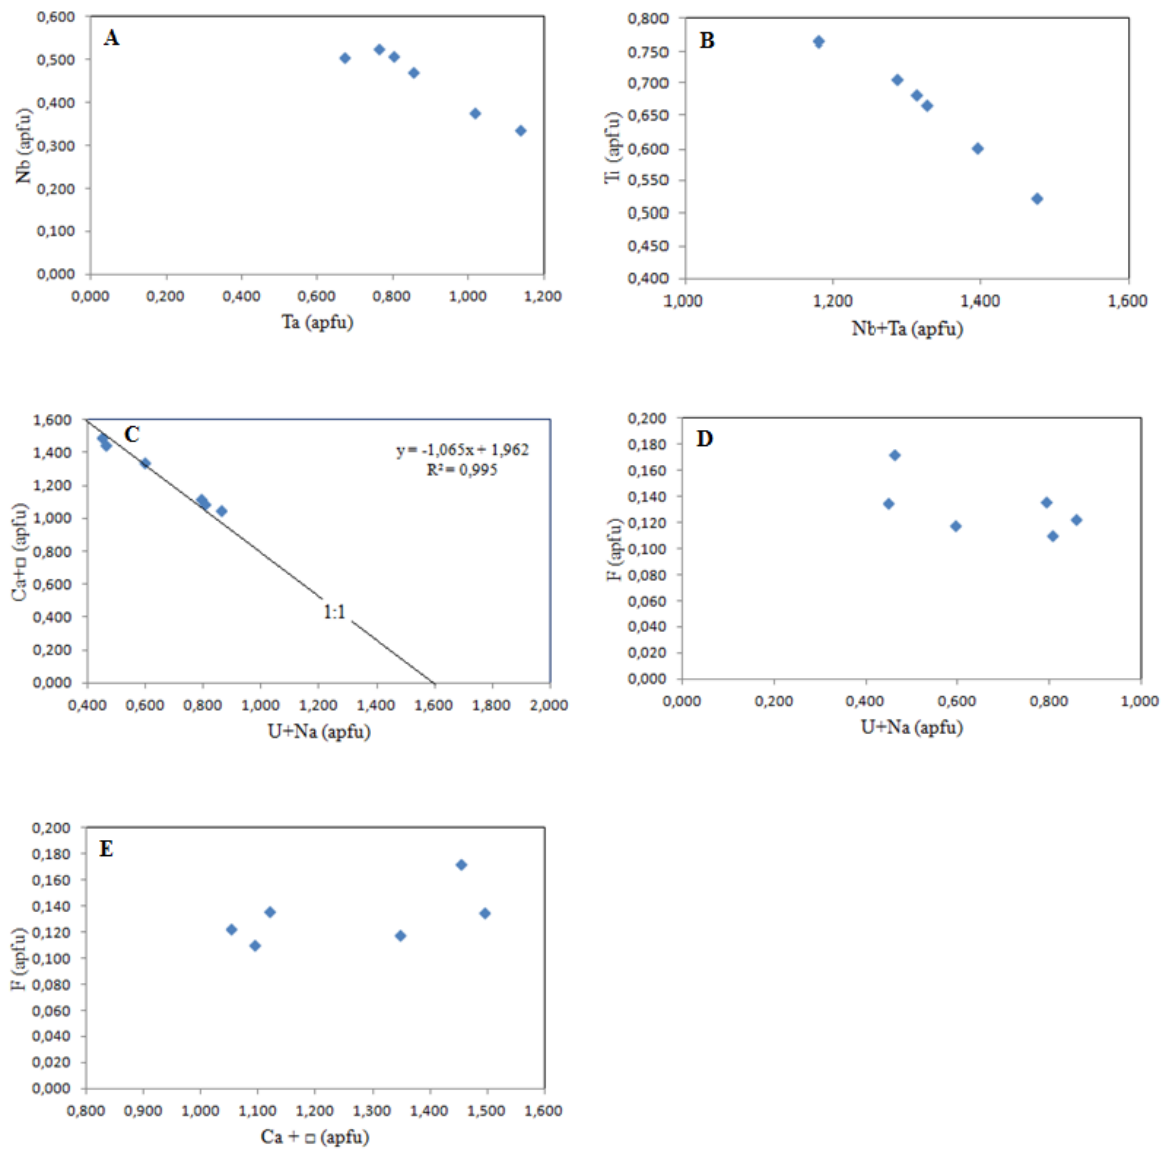 A
Nb (apfu)
0,600
0,500
0,400
0,300
0,200
0,100
0,000
0,000 0,200 0,400 0,600 0,800 1,000 1,200
Ta (apfu)
B
Ti (apfu)
0,800
0,750
0,700
0,650
0,600
0,550
0,500
0,450
0,400
1,000 1,200 1,400 1,600
Nb+Ta (apfu)
C
y = -1,065x + 1,962
R² = 0,995
1:1
Ca+□ (apfu)
1,600
1,400
1,200
1,000
0,800
0,600
0,400
0,200
0,000
0,400 0,600 0,800 1,000 1,200 1,400 1,600 1,800 2,000
U+Na (apfu)
D
F (apfu)
0,200
0,180
0,160
0,140
0,120
0,100
0,080
0,060
0,040
0,020
0,000
0,000 0,200 0,400 0,600 0,800 1,000
U+Na (apfu)
E
F (apfu)
0,200
0,180
0,160
0,140
0,120
0,100
0,080
0,060
0,040
0,020
0,000
0,800 0,900 1,000 1,100 1,200 1,300 1,400 1,500 1,600
Ca + □ (apfu)